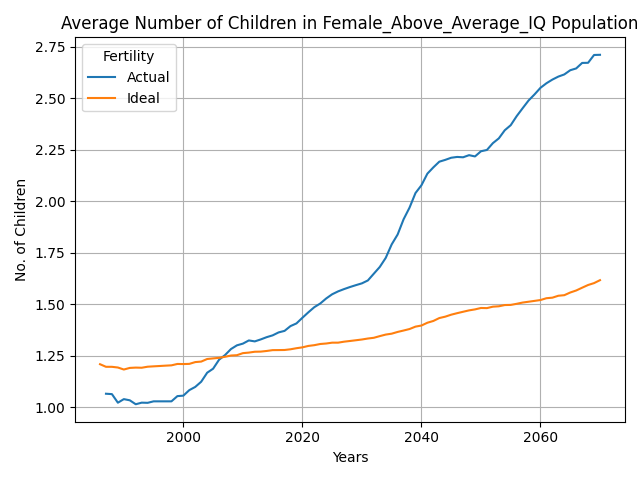 Average Number of Children in Female_Above_Average_IQ Population
Fertility
Actual
Ideal
2.75
2.50
2.25
2.00
1.75
1.50
1.25
1.00
No. of Children
2000
2020
2040
2060
Years